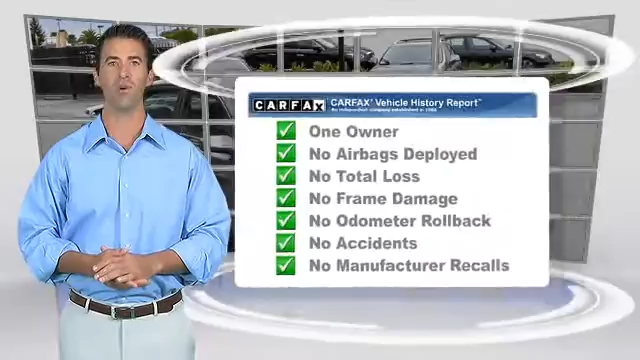 CARFAX CARFAX Vehicle History Report™
An independent company established in 1986
One Owner
No Airbags Deployed
No Total Loss
No Frame Damage
No Odometer Rollback
No Accidents
No Manufacturer Recalls